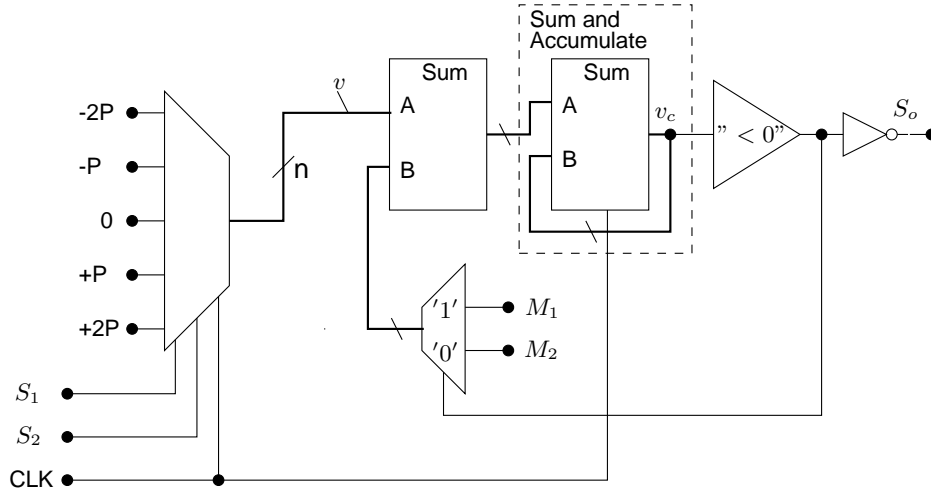 Sum and
Accumulate
Sum
Sum
v
A
B
A
B
v_c
" < 0"
S_o
-2P
-P
0
+P
+2P
n
'1'
'0'
M_1
M_2
S_1
S_2
CLK